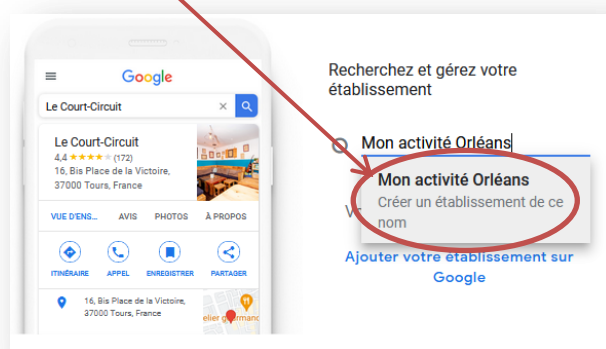 Google
Le Court-Circuit
Le Court-Circuit
4,4 ★★★★★ (172)
16, Bis Place de la Victoire,
37000 Tours, France
VUE D'ENS... AVIS PHOTOS À PROPOS
ITINÉRAIRE APPEL ENREGISTRER PARTAGER
16, Bis Place de la Victoire,
37000 Tours, France
Recherchez et gérez votre
établissement
Mon activité Orléans
Mon activité Orléans
Créer un établissement de ce
nom
Ajouter votre établissement sur
Google